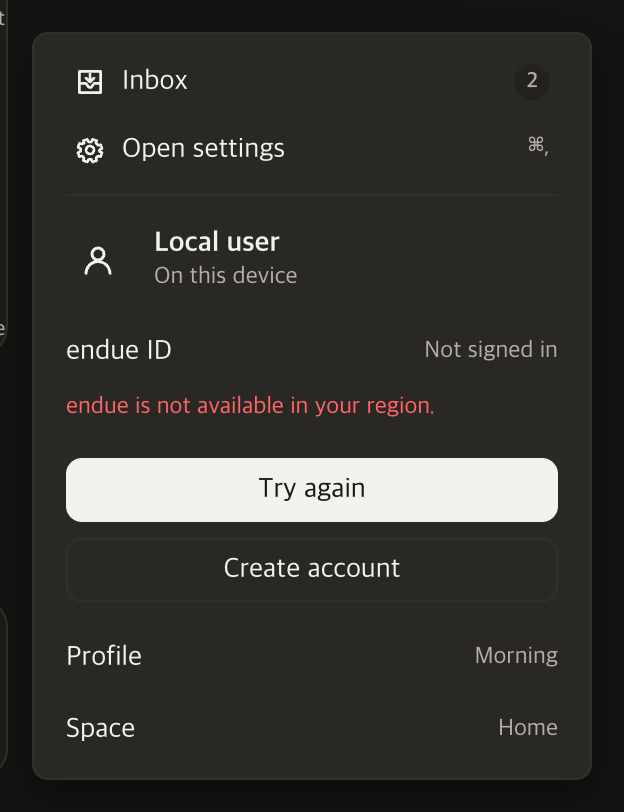 Inbox 2
Open settings ⌘,
Local user
On this device
endue ID Not signed in
endue is not available in your region.
Try again
Create account
Profile Morning
Space Home